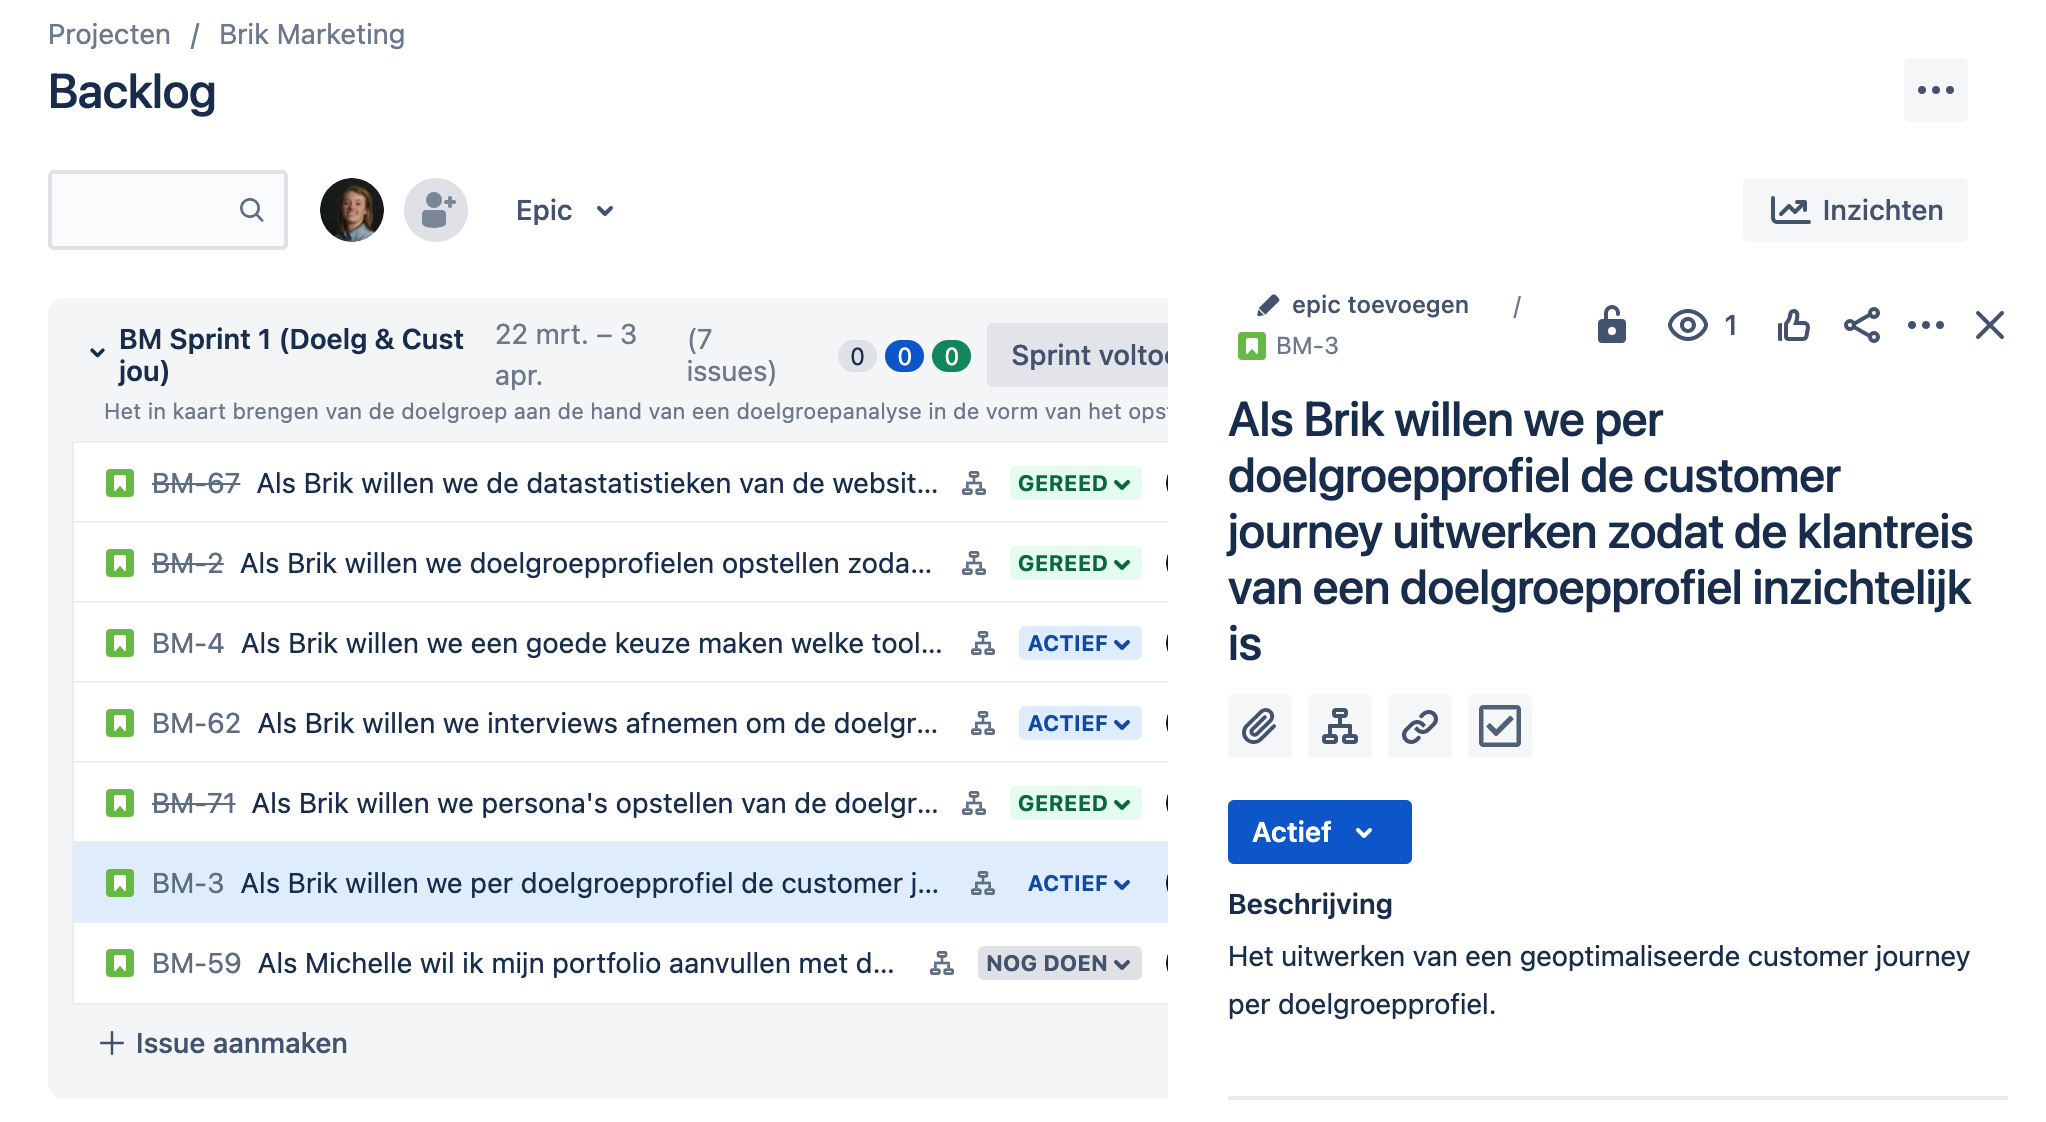 Projecten / Brik Marketing
Backlog
Epic
Inzichten
BM Sprint 1 (Doelg & Cust jou)
22 mrt. – 3 apr.
(7 issues)
0 0 0
Sprint
Het in kaart brengen van de doelgroep aan de hand van een doelgroepanalyse in de vorm van het
BM-67 Als Brik willen we de datastatistieken van de websit... GEREED
BM-2 Als Brik willen we doelgroepprofielen opstellen zoda... GEREED
BM-4 Als Brik willen we een goede keuze maken welke tool... ACTIEF
BM-62 Als Brik willen we interviews afnemen om de doelgr... ACTIEF
BM-71 Als Brik willen we persona's opstellen van de doelgr... GEREED
BM-3 Als Brik willen we per doelgroepprofiel de customer j... ACTIEF
BM-59 Als Michelle wil ik mijn portfolio aanvullen met d... NOG DOEN
Issue aanmaken
epic toevoegen /
BM-3
1
Als Brik willen we per
doelgroepprofiel de customer
journey uitwerken zodat de klantreis
van een doelgroepprofiel inzichtelijk
is
Actief
Beschrijving
Het uitwerken van een geoptimaliseerde customer journey
per doelgroepprofiel.